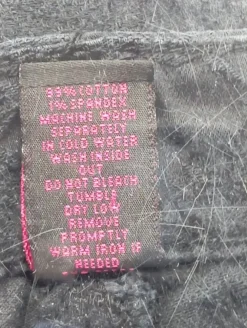 99% COTTON
1% SPANDEX
MACHINE WASH
SEPARATELY
IN COLD WATER
WASH INSIDE
OUT
DO NOT BLEACH
TUMBLE
DRY LOW
REMOVE
PROMPTLY
WARM IRON IF
NEEDED